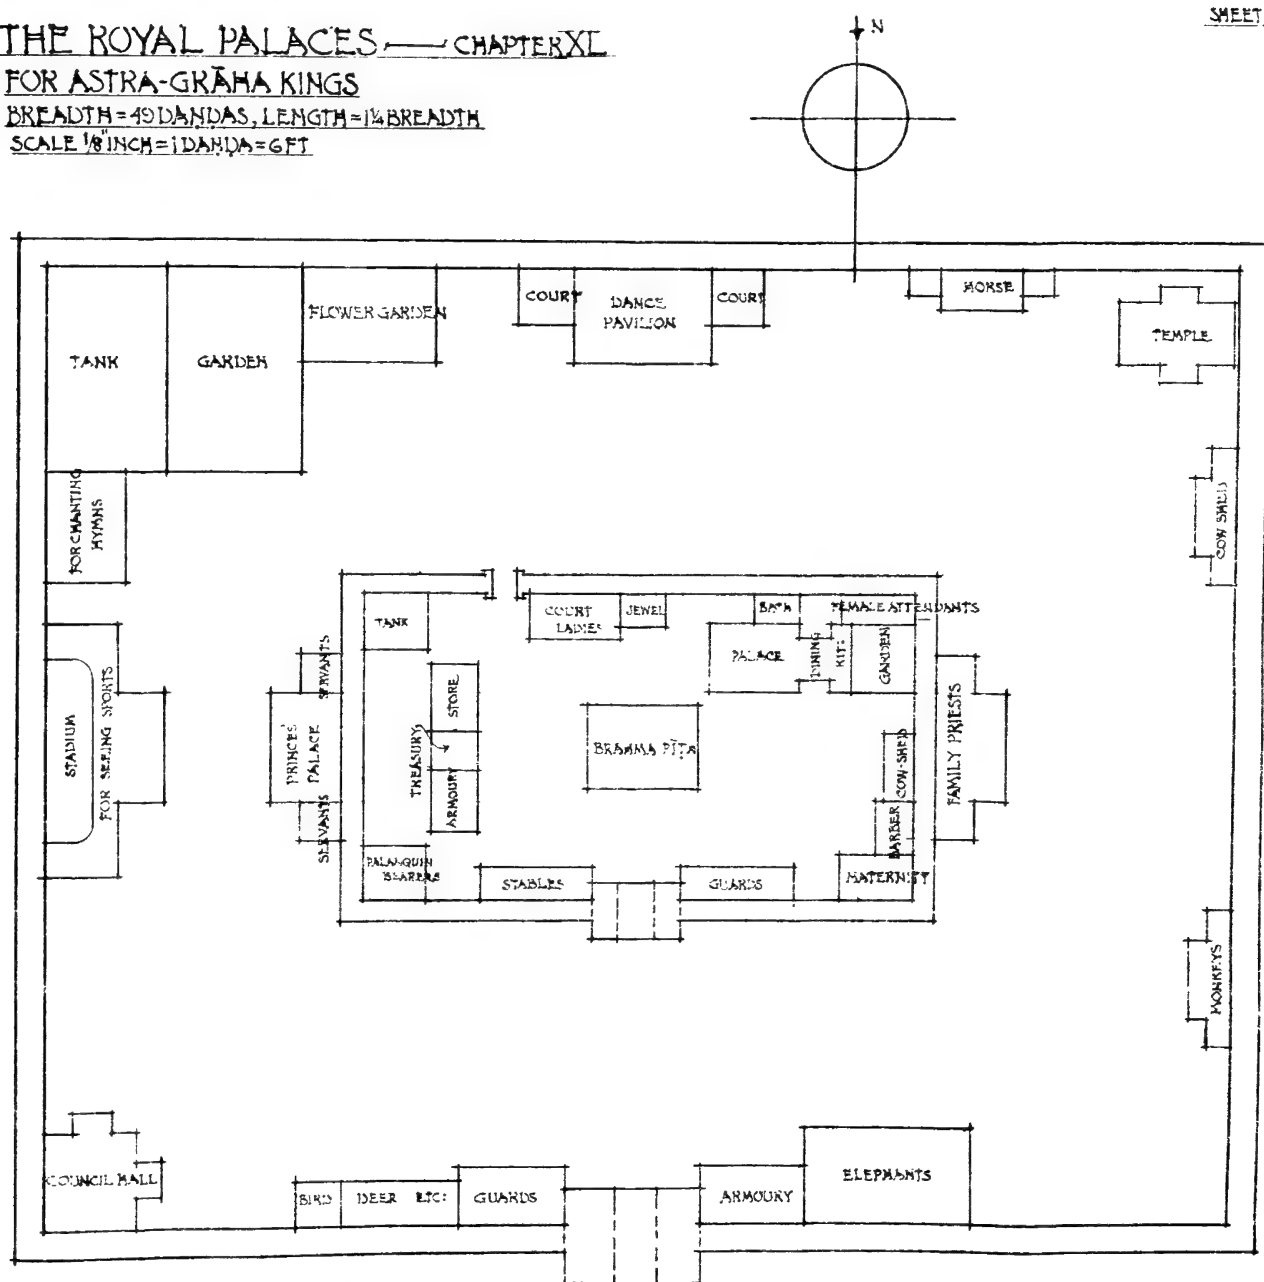 SHEET
N
THE ROYAL PALACES — CHAPTER XL
FOR ASTRA-GRĀHA KINGS
BREADTH = 49 DAṆḌAS, LENGTH = 1¼ BREADTH
SCALE 1/8" INCH = 1 DAṆḌA = 6 FT
TANK
GARDEN
FLOWER GARDEN
COURT
DANCE
PAVILION
COURT
HORSE
TEMPLE
FOR CHANTING
HYMNS
COW SHED
TANK
COURT
LADIES
JEWEL
BATH
FEMALE ATTENDANTS
PALACE
DINING
KIT:
GARDEN
STADIUM
FOR SEEING SPORTS
SERVANTS
PRINCES'
PALACE
SERVANTS
TREASURY
STORE
ARMOURY
BRAHMA PĪṬA
COW-SHED
BARBER
FAMILY PRIESTS
PALANQUIN
BEARERS
STABLES
GUARDS
MATERNITY
MONKEYS
COUNCIL HALL
BIRD
DEER ETC:
GUARDS
ARMOURY
ELEPHANTS